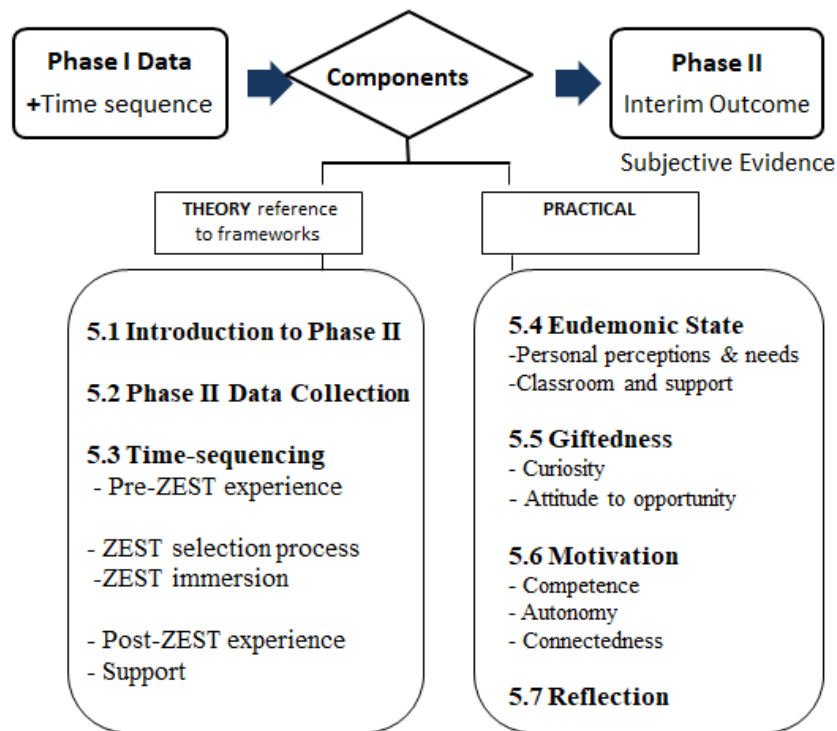 Phase I Data
+Time sequence
Components
Phase II
Interim Outcome
Subjective Evidence
THEORY reference
to frameworks
PRACTICAL
5.1 Introduction to Phase II
5.2 Phase II Data Collection
5.3 Time-sequencing
- Pre-ZEST experience
- ZEST selection process
-ZEST immersion
- Post-ZEST experience
- Support
5.4 Eudemonic State
-Personal perceptions & needs
-Classroom and support
5.5 Giftedness
- Curiosity
- Attitude to opportunity
5.6 Motivation
- Competence
- Autonomy
- Connectedness
5.7 Reflection